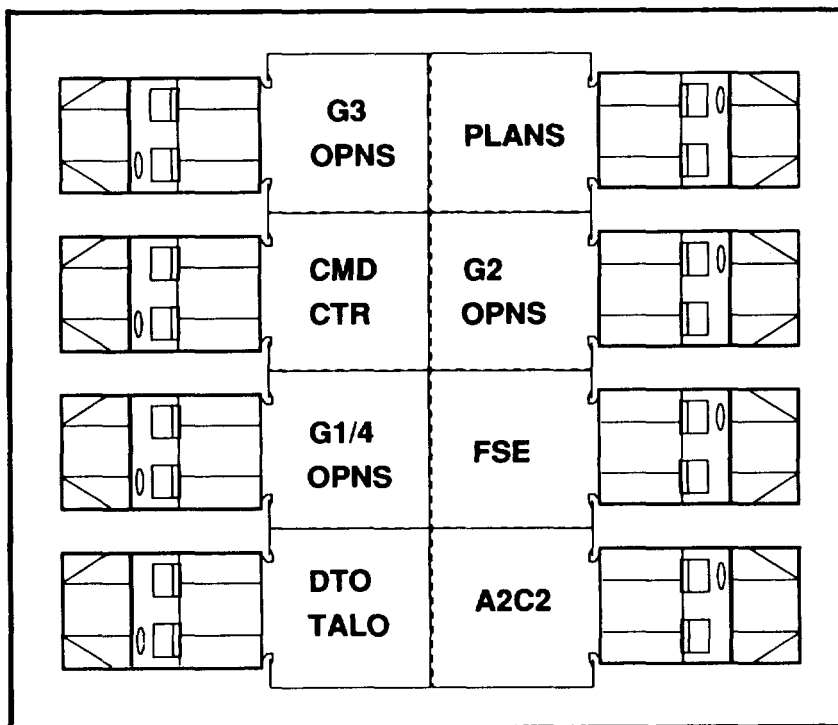 G3
OPNS
PLANS
CMD
CTR
G2
OPNS
G1/4
OPNS
FSE
DTO
TALO
A2C2